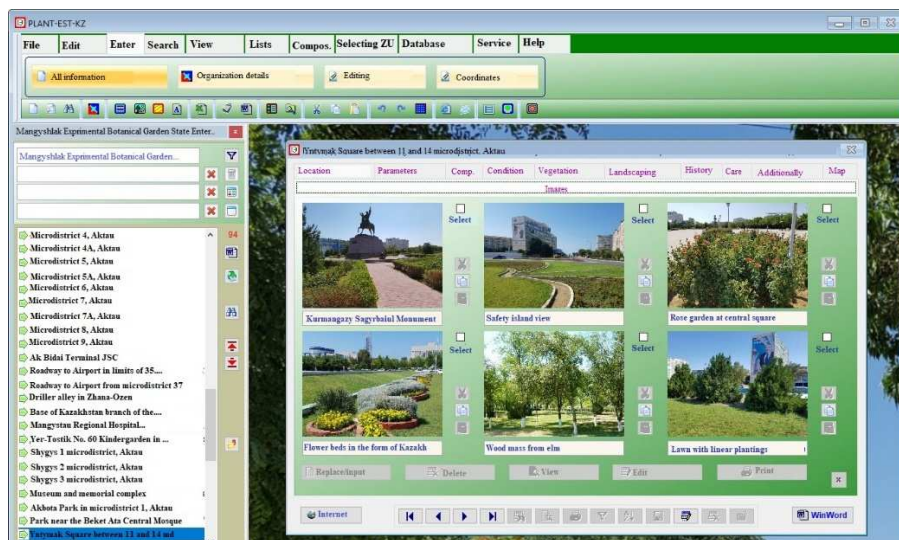 PLANT-EST-KZ
File Edit Enter Search View Lists Compos. Selecting ZU Database Service Help
All information Organization details Editing Coordinates
Mangyshlak Exprimental Botanical Garden State Enter..
Mangyshlak Exprimental Botanical Garden...
Microdistrict 4, Aktau
94
Microdistrict 4A, Aktau
Microdistrict 5, Aktau
Microdistrict 5A, Aktau
Microdistrict 6, Aktau
Microdistrict 7, Aktau
Microdistrict 7A, Aktau
Microdistrict 8, Aktau
Microdistrict 9, Aktau
Ak Bidai Terminal JSC
Roadway to Airport in limits of 35....
Roadway to Airport from microdistrict 37
Driller alley in Zhana-Ozen
Base of Kazakhstan branch of the....
Mangystau Regional Hospital...
Yer-Tostik No. 60 Kindergarden in ...
Shygys 1 microdistrict, Aktau
Shygys 2 microdistrict, Aktau
Shygys 3 microdistrict, Aktau
Museum and memorial complex
Akbota Park in microdistrict 1, Aktau
Park near the Beket Ata Central Mosque
Yntymak Square between 11 and 14 md
Yntymak Square between 11 and 14 microdjstrict, Aktau
Location Parameters Comp. Condition Vegetation Landscaping History Care Additionally Map
Select
Select
Select
Kurmangazy Sagyrbaiul Monument
Safety island view
Rose garden at central square
Select
Select
Select
Flower beds in the form of Kazakh
Wood mass from elm
Lawn with linear plantings
Replace/input Delete View Edit Print
Internet
WinWord